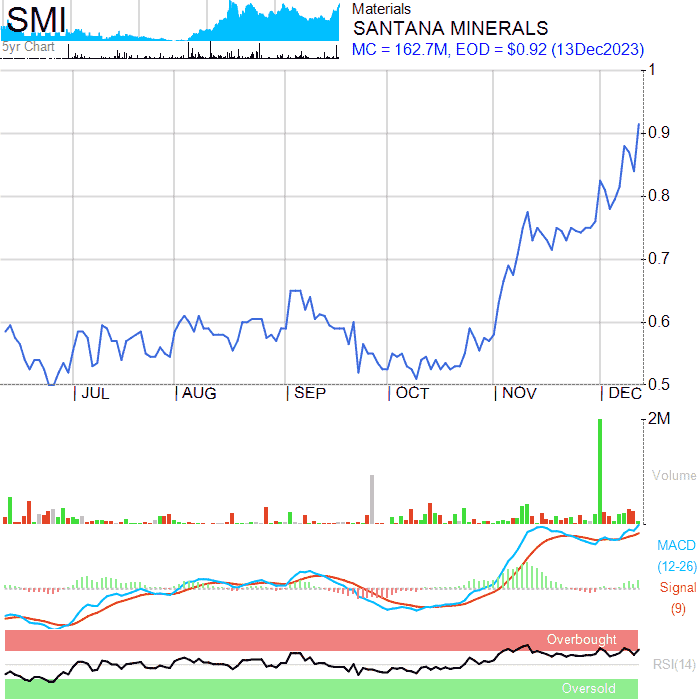 SMI
5yr Chart
Materials
SANTANA MINERALS
MC = 162.7M, EOD = $0.92 (13Dec2023)
1
0.9
0.8
0.7
0.6
0.5
| JUL | AUG | SEP | OCT | NOV | DEC
2M
Volume
MACD
(12-26)
Signal
(9)
Overbought
RSI(14)
Oversold